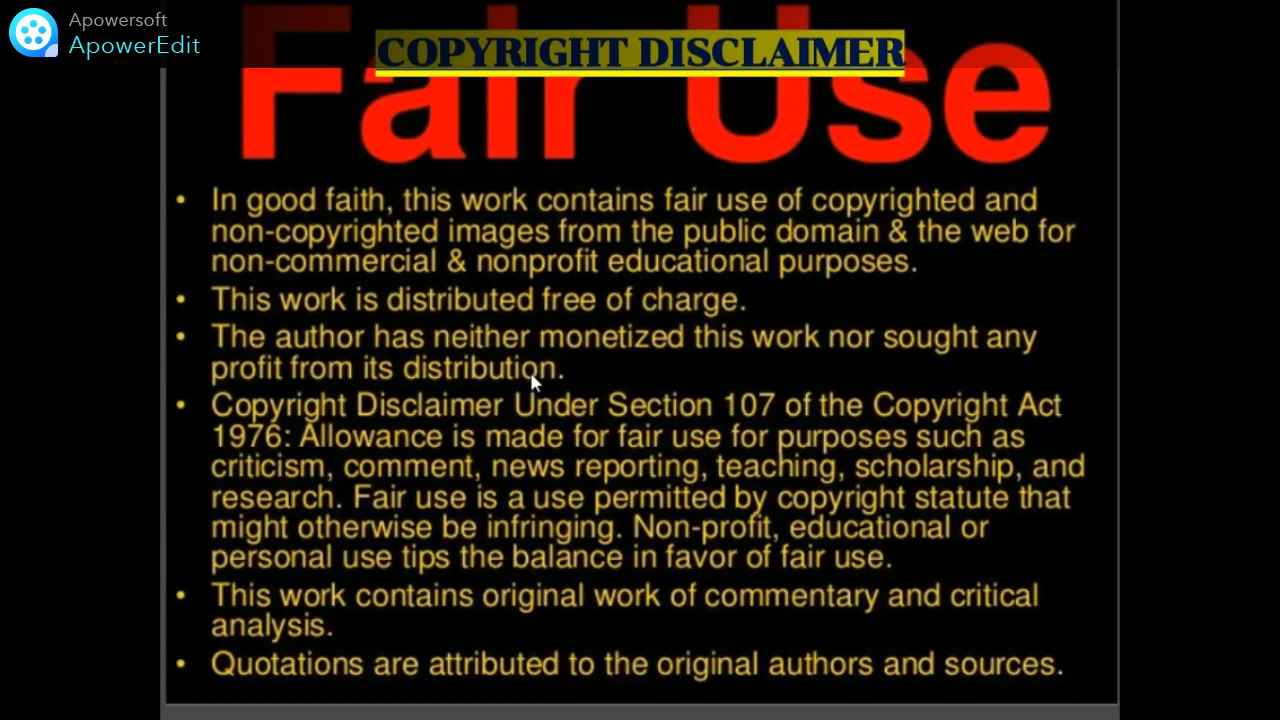 Apowersoft
ApowerEdit
COPYRIGHT DISCLAIMER
Fair Use
• In good faith, this work contains fair use of copyrighted and
non-copyrighted images from the public domain & the web for
non-commercial & nonprofit educational purposes.
• This work is distributed free of charge.
• The author has neither monetized this work nor sought any
profit from its distribution.
• Copyright Disclaimer Under Section 107 of the Copyright Act
1976: Allowance is made for fair use for purposes such as
criticism, comment, news reporting, teaching, scholarship, and
research. Fair use is a use permitted by copyright statute that
might otherwise be infringing. Non-profit, educational or
personal use tips the balance in favor of fair use.
• This work contains original work of commentary and critical
analysis.
• Quotations are attributed to the original authors and sources.